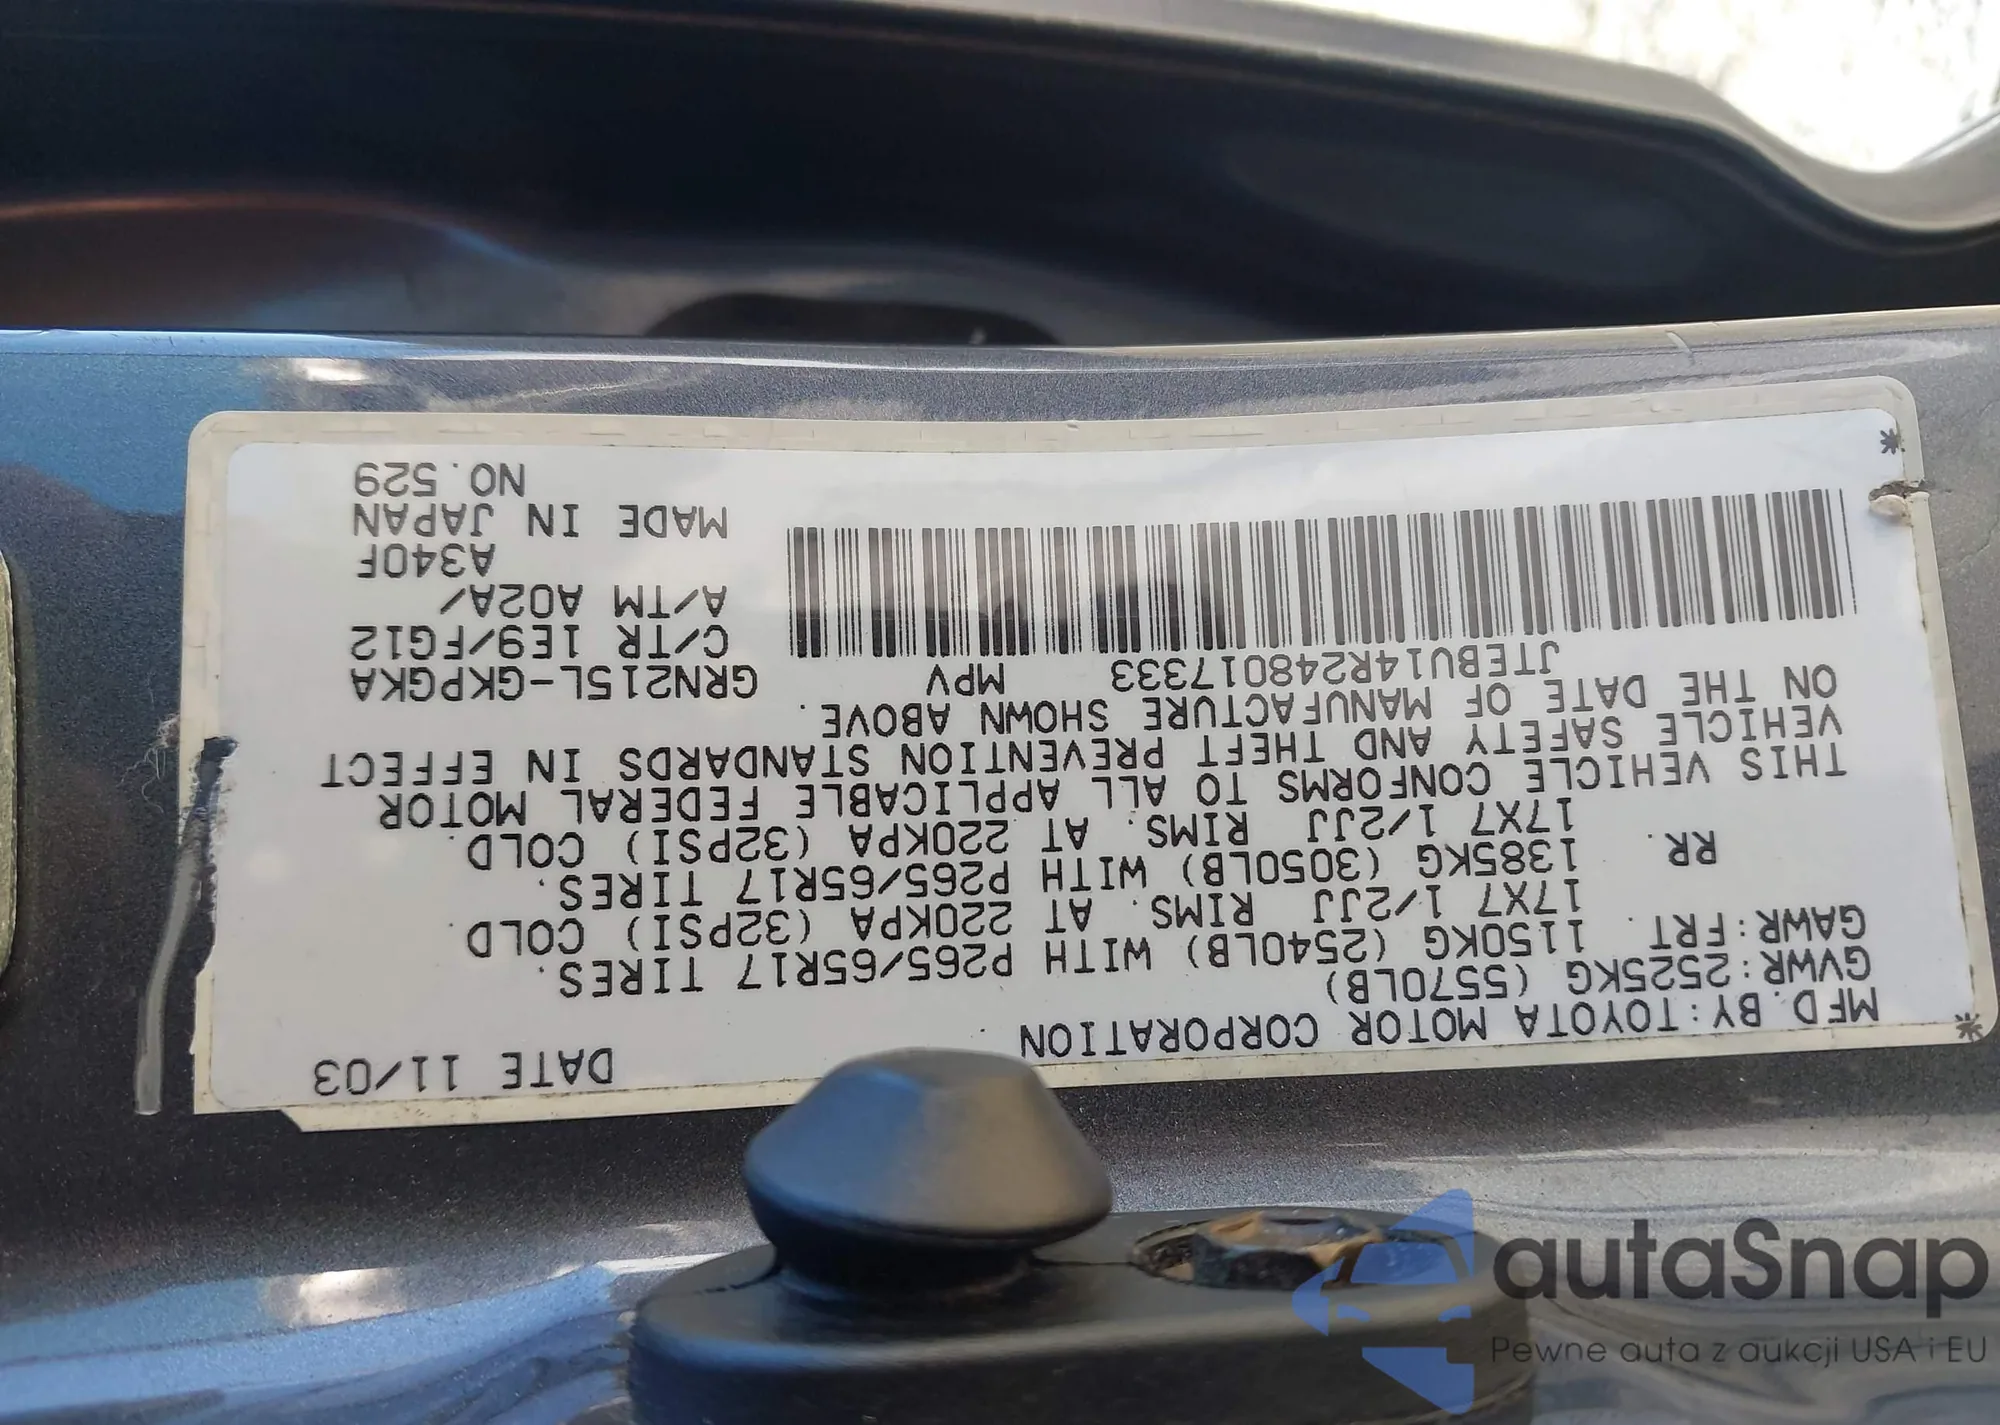 MFD. BY: TOYOTA MOTOR CORPORATION DATE 11/03
GVWR: 2525KG (5570LB)
GAWR: FRT. 1150KG (2540LB) WITH P265/65R17 TIRES.
17X7 1/2JJ RIMS. AT 220KPA (32PSI) COLD.
RR. 1385KG (3050LB) WITH P265/65R17 TIRES.
17X7 1/2JJ RIMS. AT 220KPA (32PSI) COLD.
THIS VEHICLE CONFORMS TO ALL APPLICABLE FEDERAL MOTOR
VEHICLE SAFETY AND THEFT PREVENTION STANDARDS IN EFFECT
ON THE DATE OF MANUFACTURE SHOWN ABOVE.
JTEBU14R248017333 MPV
GRN215L-GKPGKA
C/TR 1E9/FG12
A/TM A02A/
A340F
MADE IN JAPAN
NO. 529
autaSnap
Pewne auta z aukcji USA i EU